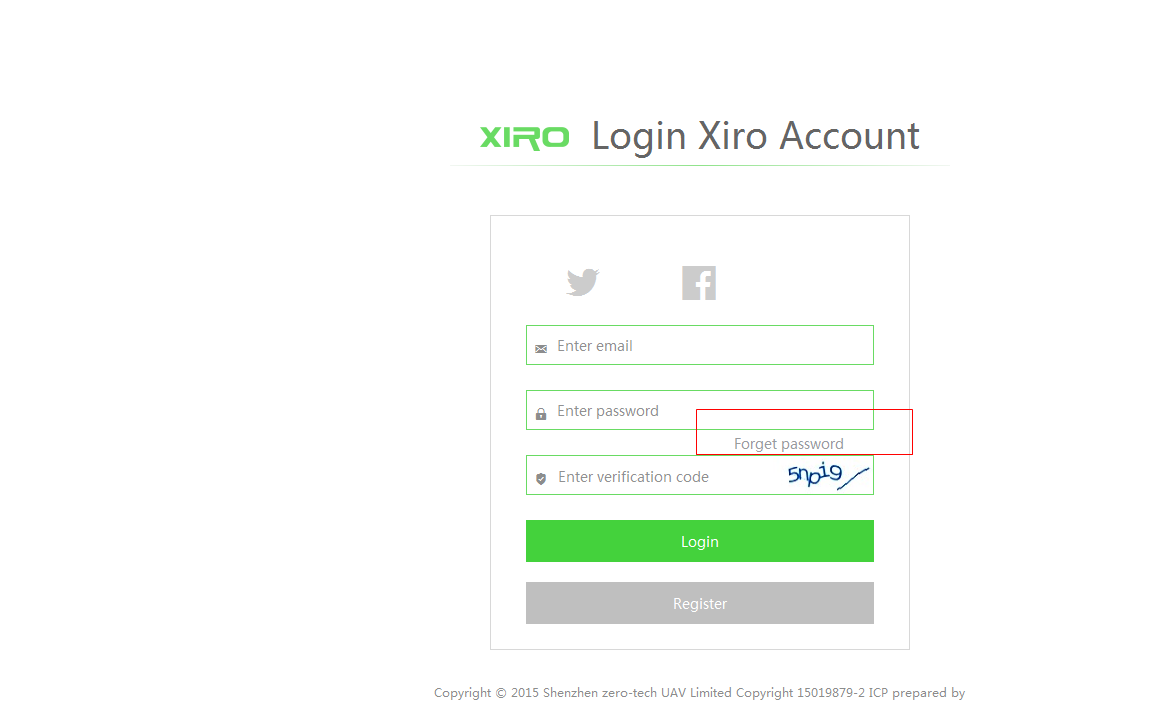 XIRO Login Xiro Account
Enter email
Enter password
Forget password
Enter verification code 5npig
Login
Register
Copyright © 2015 Shenzhen zero-tech UAV Limited Copyright 15019879-2 ICP prepared by